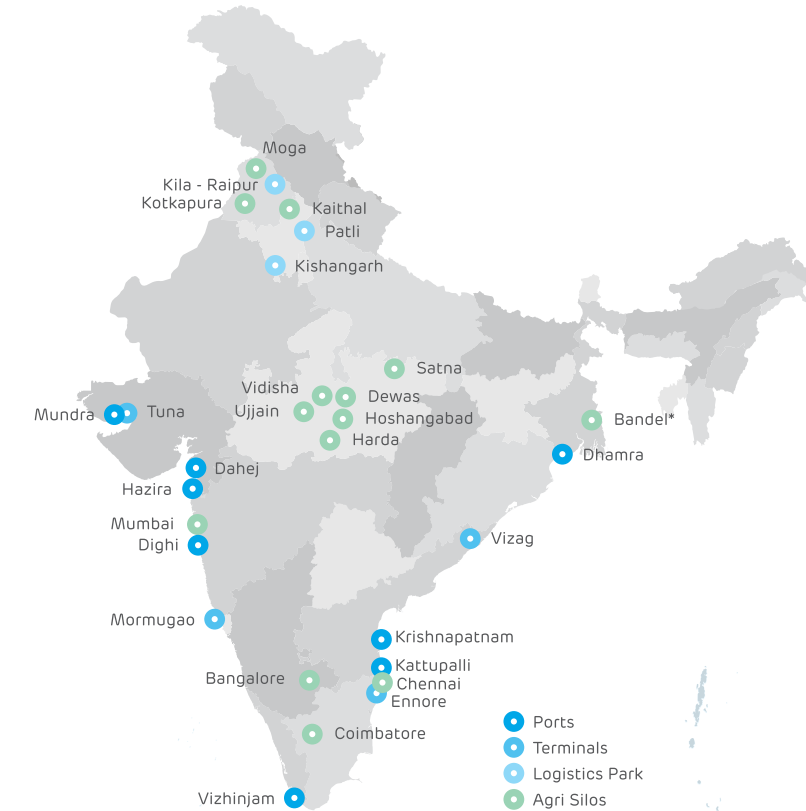 Moga
Kila - Raipur
Kotkapura
Kaithal
Patli
Kishangarh
Satna
Vidisha
Dewas
Ujjain
Mundra
Tuna
Hoshangabad
Bandel*
Harda
Dhamra
Dahej
Hazira
Mumbai
Vizag
Dighi
Mormugao
Krishnapatnam
Kattupalli
Bangalore
Chennai
Ennore
Coimbatore
Vizhinjam
Ports
Terminals
Logistics Park
Agri Silos